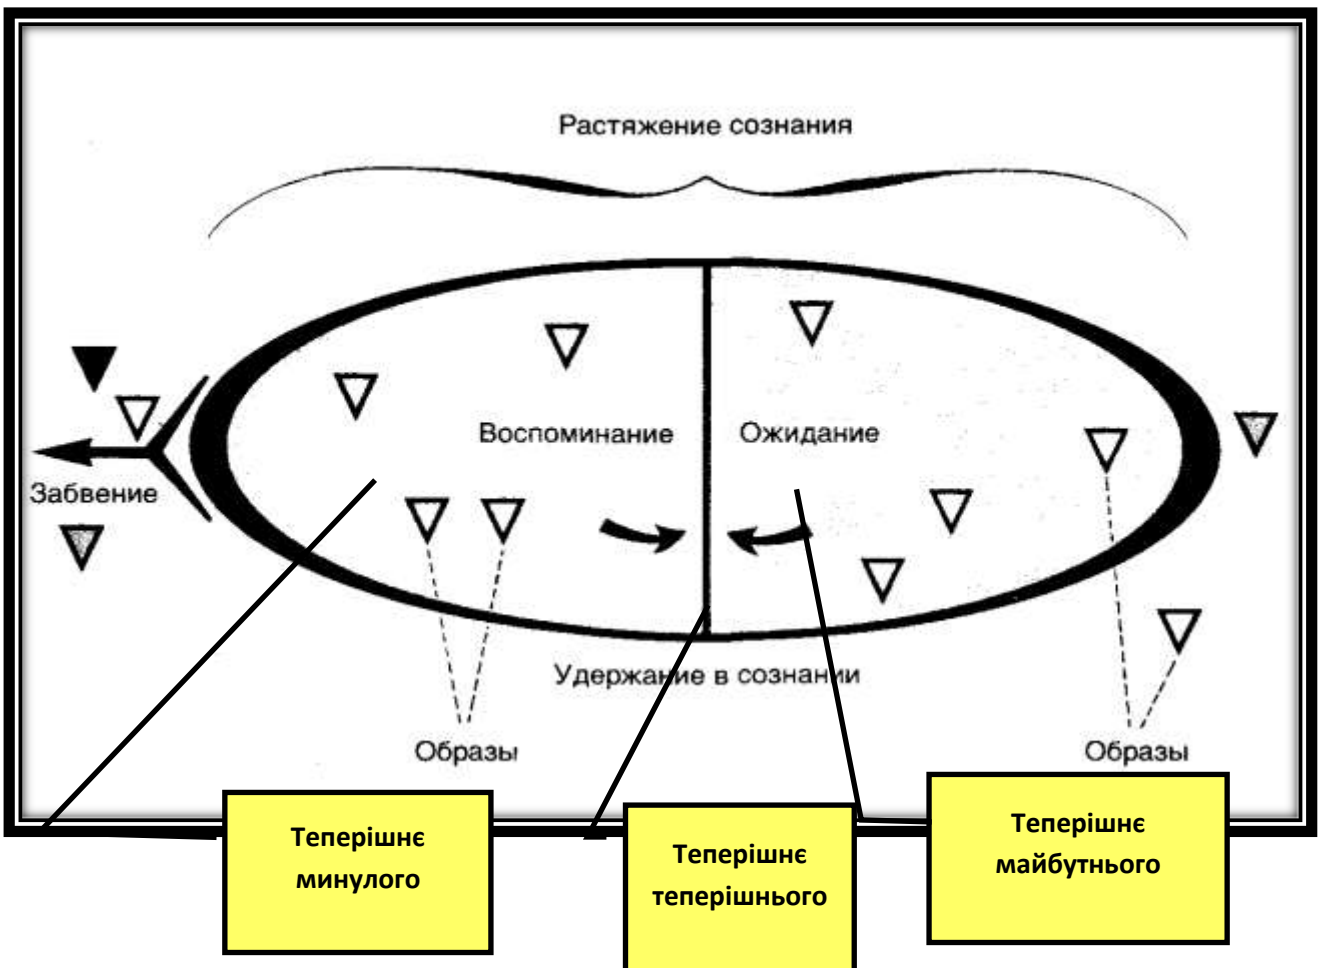 Растяжение сознания
Воспоминание
Ожидание
Забвение
Удержание в сознании
Образы
Образы
Теперішнє
минулого
Теперішнє
теперішнього
Теперішнє
майбутнього